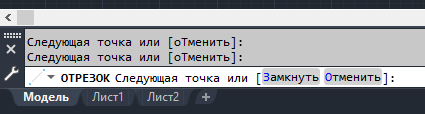 Следующая точка или [оТменить]:
Следующая точка или [оТменить]:
ОТРЕЗОК Следующая точка или [Замкнуть Отменить]:
Модель Лист1 Лист2 +